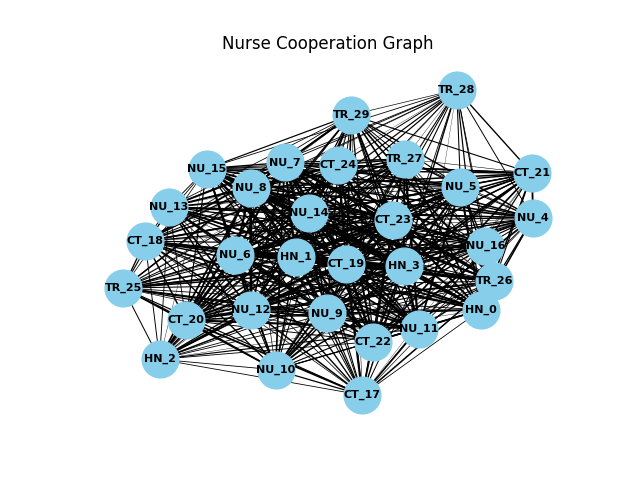 Nurse Cooperation Graph
TR_28
TR_29
NU_7
CT_24
TR_27
NU_15
CT_21
NU_8
NU_5
NU_13
NU_14
CT_23
NU_4
CT_18
NU_16
NU_6
HN_1
CT_19
HN_3
TR_26
TR_25
CT_20
NU_12
NU_9
HN_0
NU_11
CT_22
HN_2
NU_10
CT_17